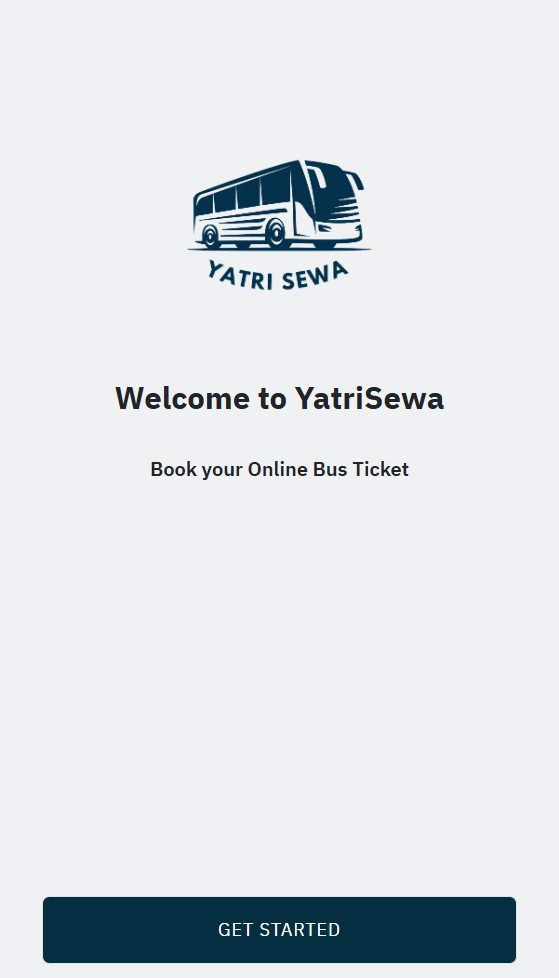 YATRI SEWA
Welcome to YatriSewa
Book your Online Bus Ticket
GET STARTED